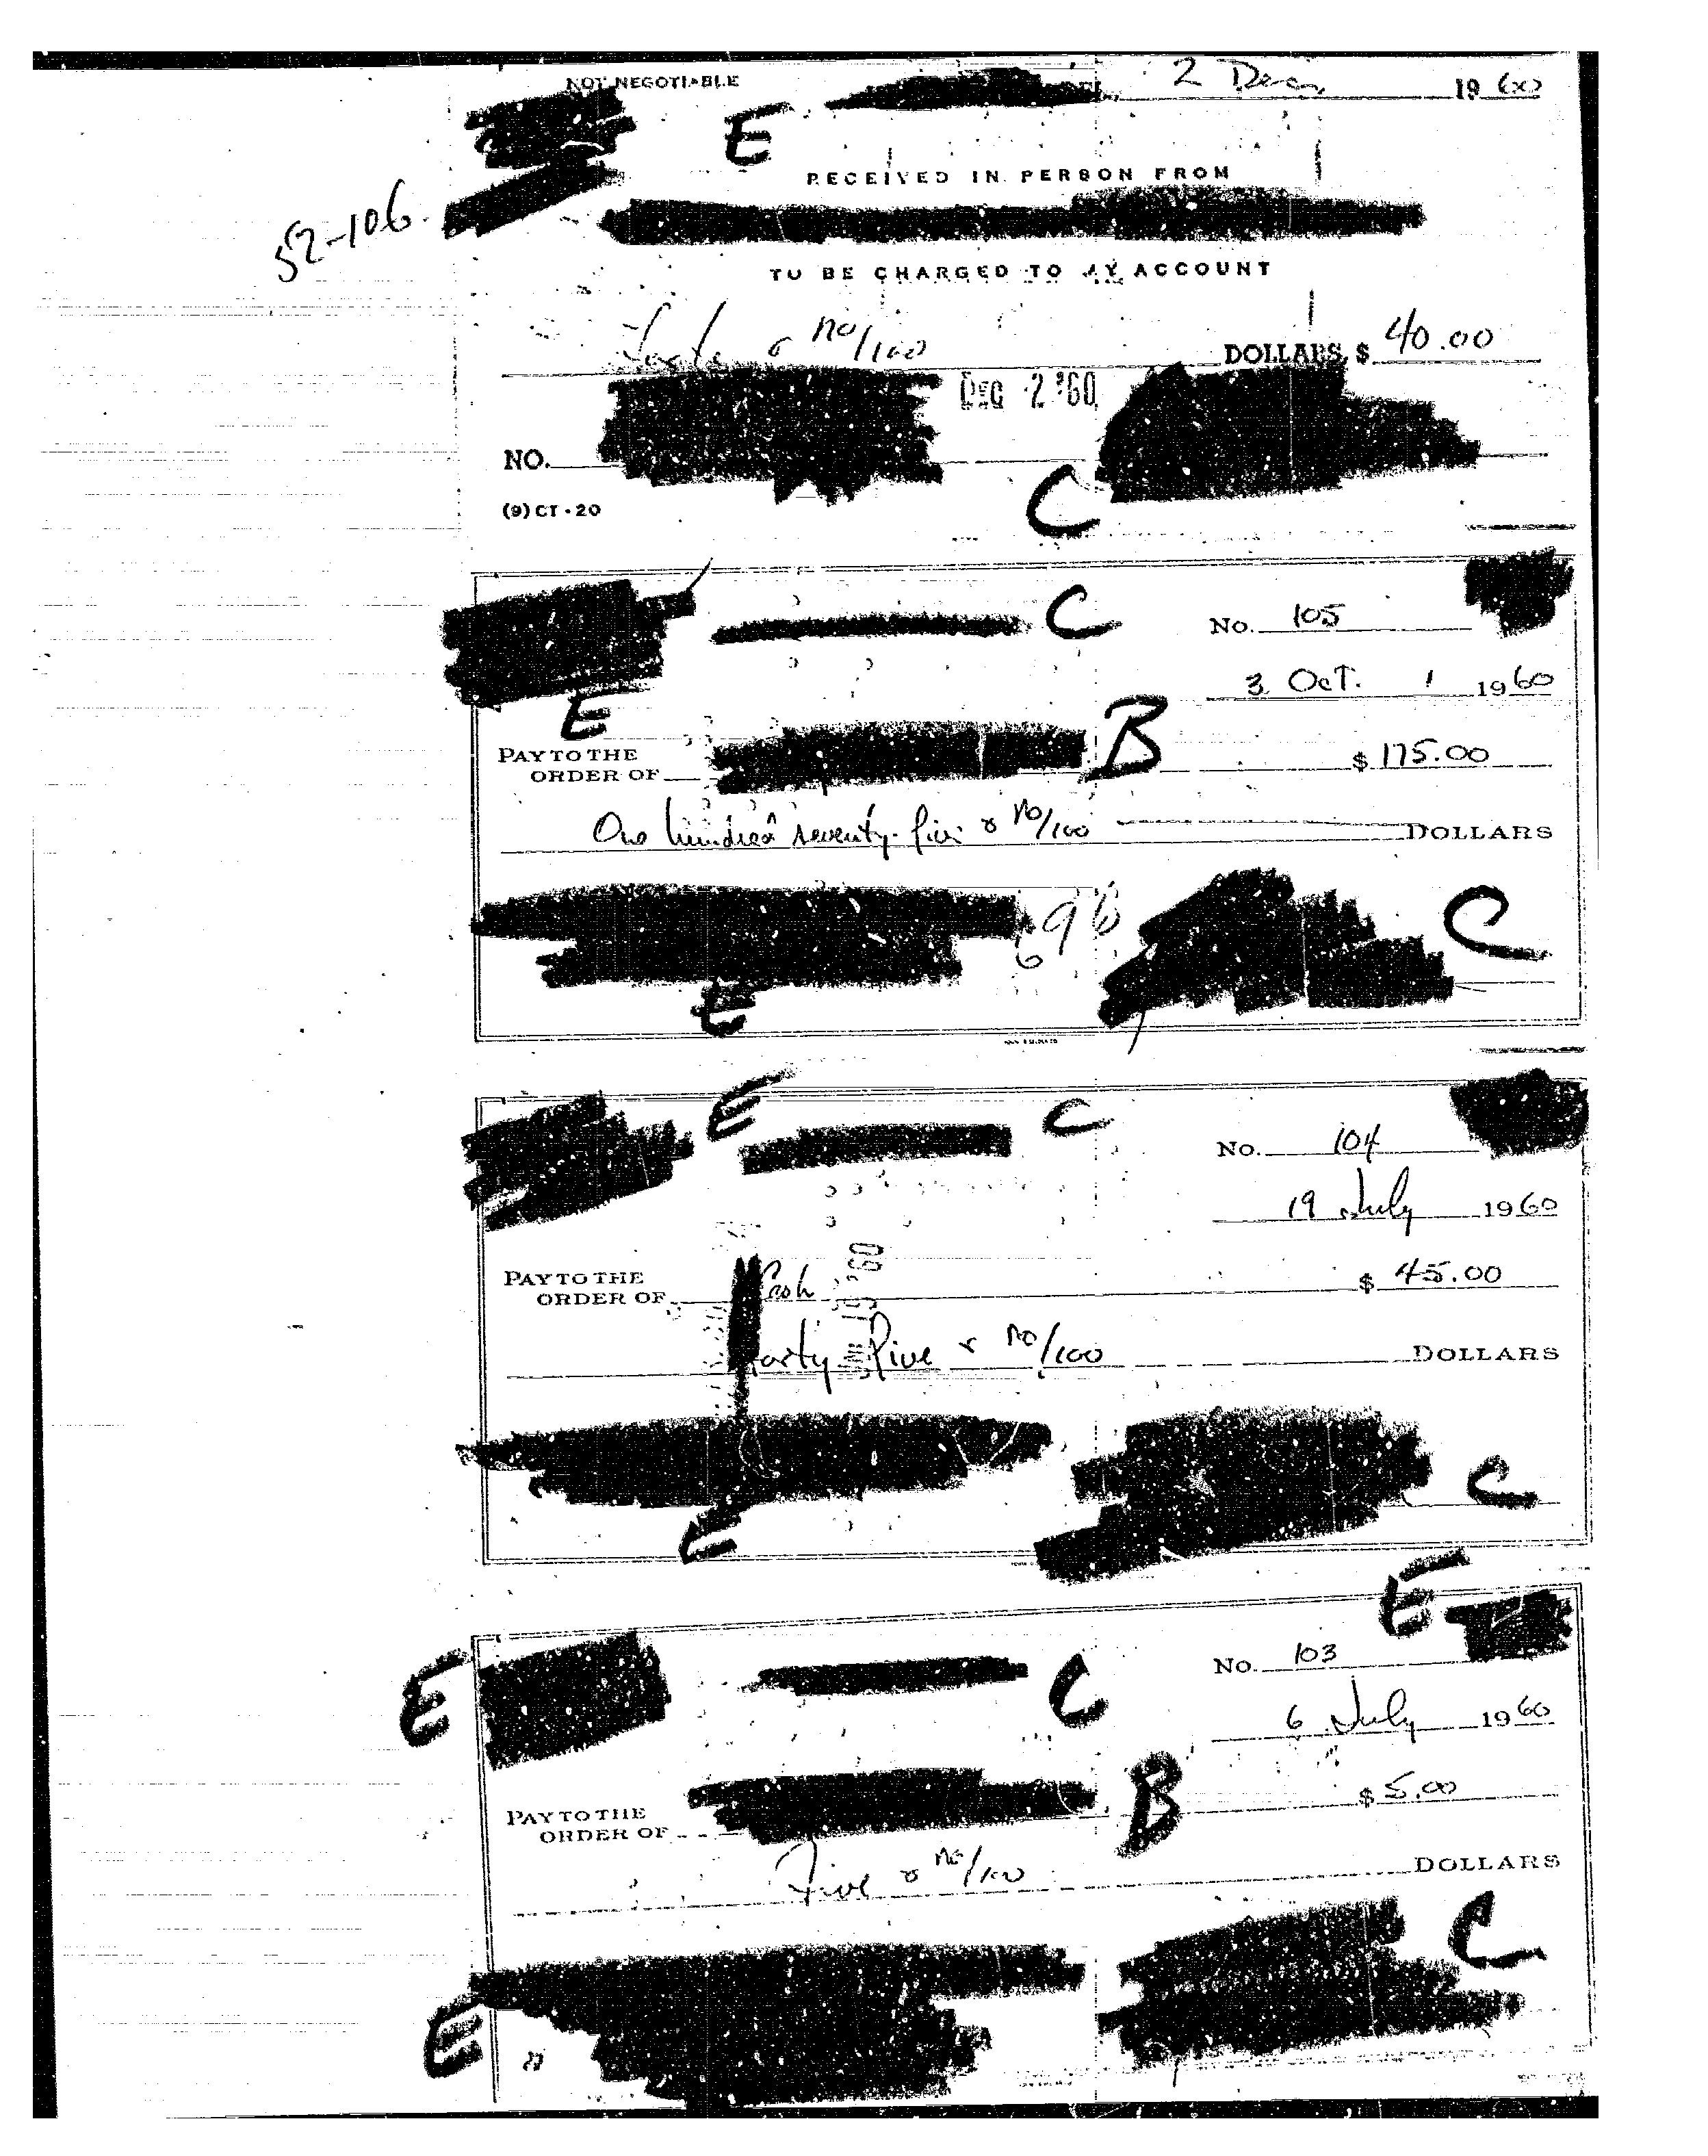 NOT NEGOTIABLE
2 Dec. 1960
E
RECEIVED IN PERSON FROM
52-106
TO BE CHARGED TO MY ACCOUNT
& no/100 DOLLARS, $ 40.00
DEC 2 '60
NO.
C
(9) CT-20
C
No. 105
3 Oct. 1960
E
B
PAY TO THE
ORDER OF
$ 175.00
One hundred seventy-five & no/100 DOLLARS
C
E
E
C
No. 104
19 July 1960
PAY TO THE
ORDER OF Cash $ 45.00
Forty Five & no/100 DOLLARS
C
E
E
E
C
No. 103
6 July 1960
B
PAY TO THE
ORDER OF
$ 5.00
Five & no/100 DOLLARS
C
E